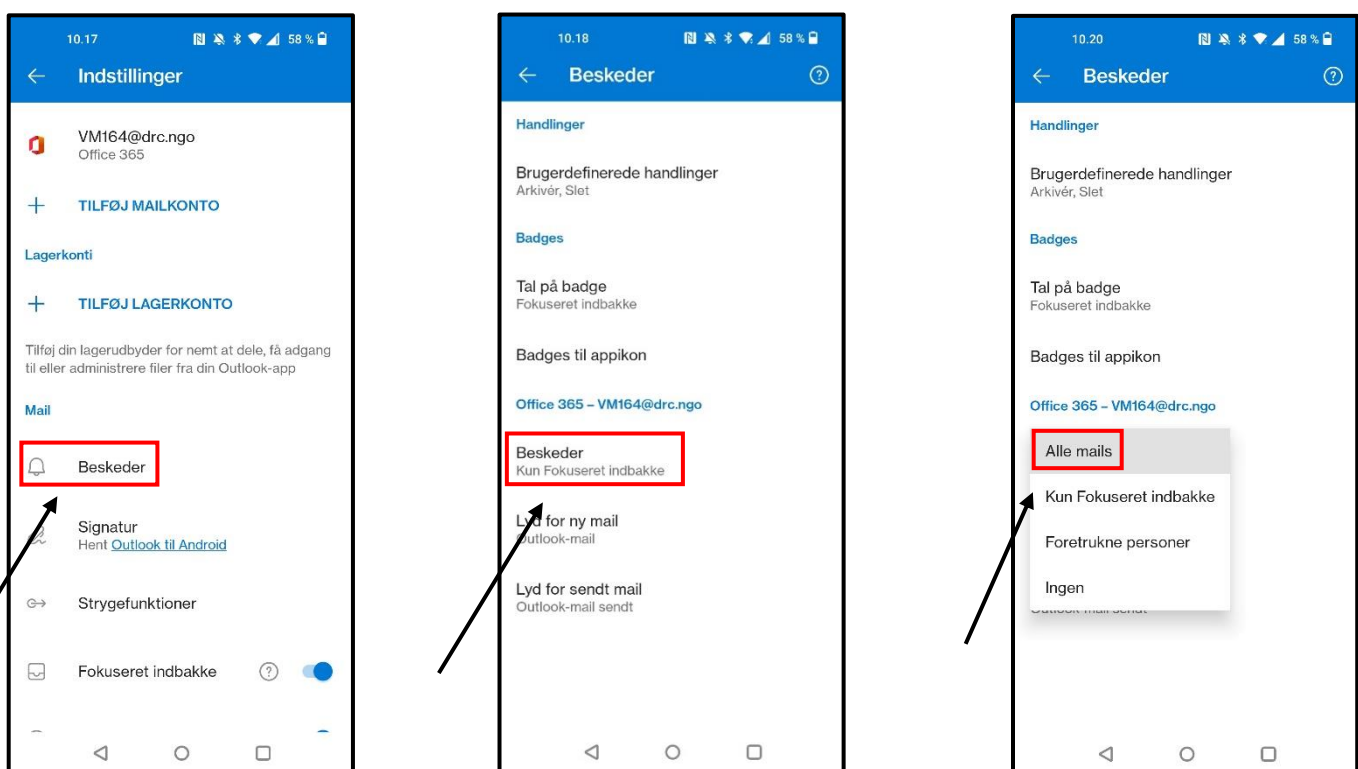 10.17
58 %
Indstillinger
VM164@drc.ngo
Office 365
TILFØJ MAILKONTO
Lagerkonti
TILFØJ LAGERKONTO
Tilføj din lagerudbyder for nemt at dele, få adgang
til eller administrere filer fra din Outlook-app
Mail
Beskeder
Signatur
Hent Outlook til Android
Strygefunktioner
Fokuseret indbakke
10.18
58 %
Beskeder
Handlinger
Brugerdefinerede handlinger
Arkivér, Slet
Badges
Tal på badge
Fokuseret indbakke
Badges til appikon
Office 365 – VM164@drc.ngo
Beskeder
Kun Fokuseret indbakke
Lyd for ny mail
Outlook-mail
Lyd for sendt mail
Outlook-mail sendt
10.20
58 %
Beskeder
Handlinger
Brugerdefinerede handlinger
Arkivér, Slet
Badges
Tal på badge
Fokuseret indbakke
Badges til appikon
Office 365 – VM164@drc.ngo
Alle mails
Kun Fokuseret indbakke
Foretrukne personer
Ingen
Outlook-mail sendt